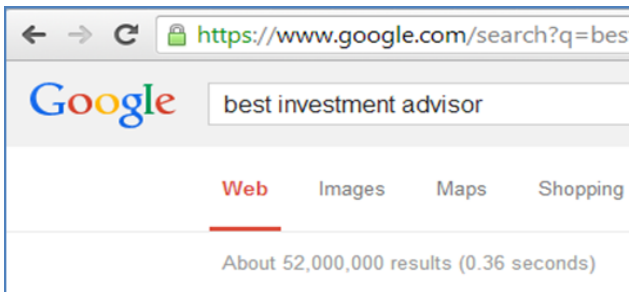 https://www.google.com/search?q=bes
Google best investment advisor
Web Images Maps Shopping
About 52,000,000 results (0.36 seconds)